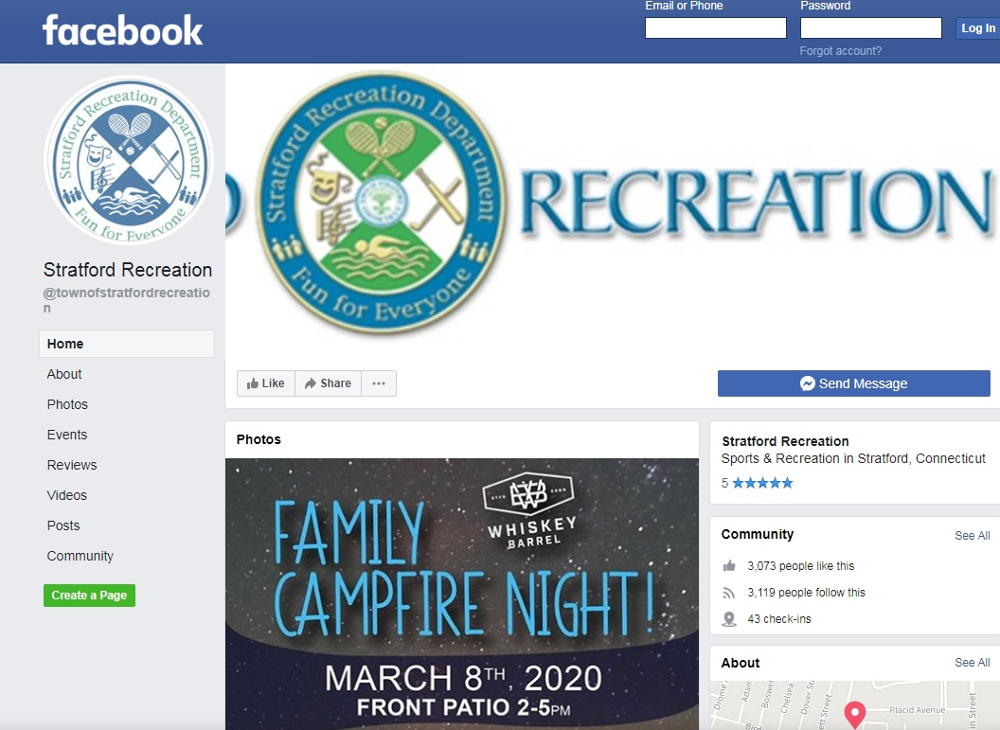 facebook
Email or Phone
Password
Log In
Forgot account?
Stratford Recreation Department
Fun for Everyone
Stratford Recreation
@townofstratfordrecreatio
n
Home
About
Photos
Events
Reviews
Videos
Posts
Community
Create a Page
Stratford Recreation Department
Fun for Everyone
RECREATION
Like
Share
Send Message
Photos
WHISKEY
BARREL
FAMILY
CAMPFIRE NIGHT!
MARCH 8TH, 2020
FRONT PATIO 2-5PM
Stratford Recreation
Sports & Recreation in Stratford, Connecticut
5
Community
See All
3,073 people like this
3,119 people follow this
43 check-ins
About
See All
Placid Avenue